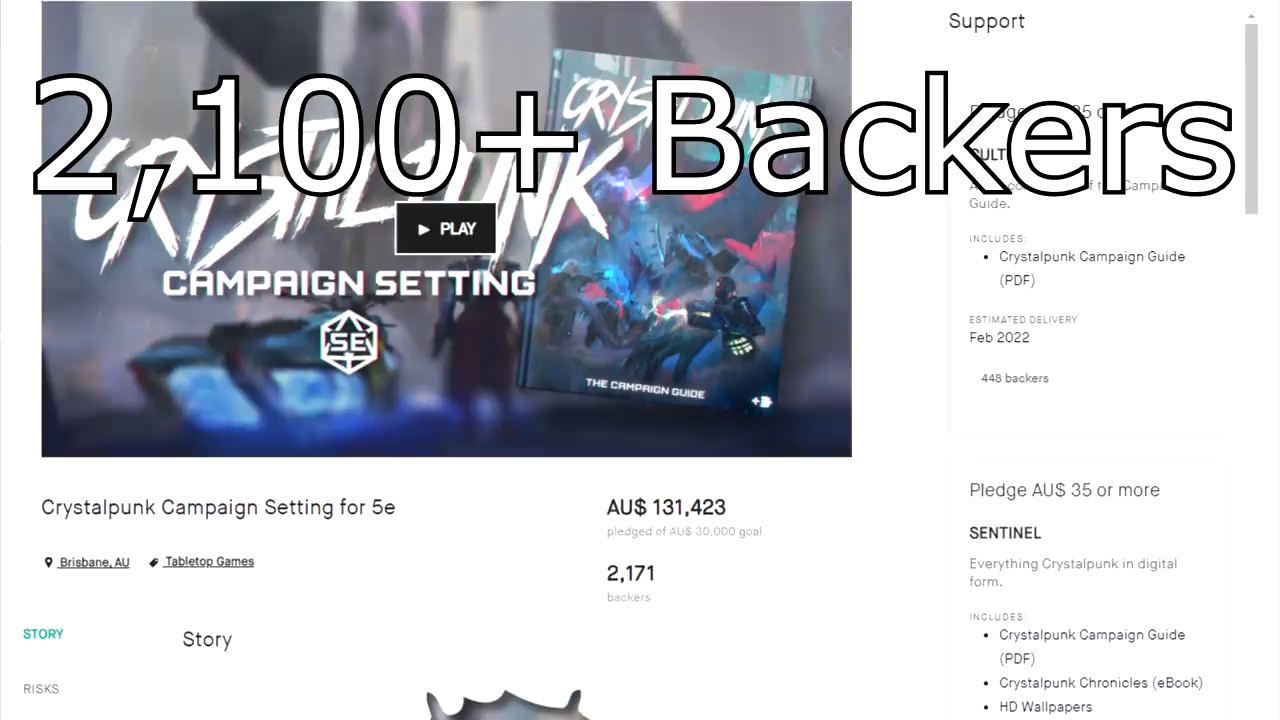 2,100+ Backers
CRYSTALPUNK
CAMPAIGN SETTING
SE
PLAY
CRYSTALPUNK
THE CAMPAIGN GUIDE
Crystalpunk Campaign Setting for 5e
Brisbane, AU
Tabletop Games
AU$ 131,423
pledged of AU$ 30,000 goal
2,171
backers
STORY
Story
RISKS
Support
Guide.
INCLUDES:
• Crystalpunk Campaign Guide
(PDF)
ESTIMATED DELIVERY
Feb 2022
448 backers
Pledge AU$ 35 or more
SENTINEL
Everything Crystalpunk in digital
form.
INCLUDES:
• Crystalpunk Campaign Guide
(PDF)
• Crystalpunk Chronicles (eBook)
• HD Wallpapers